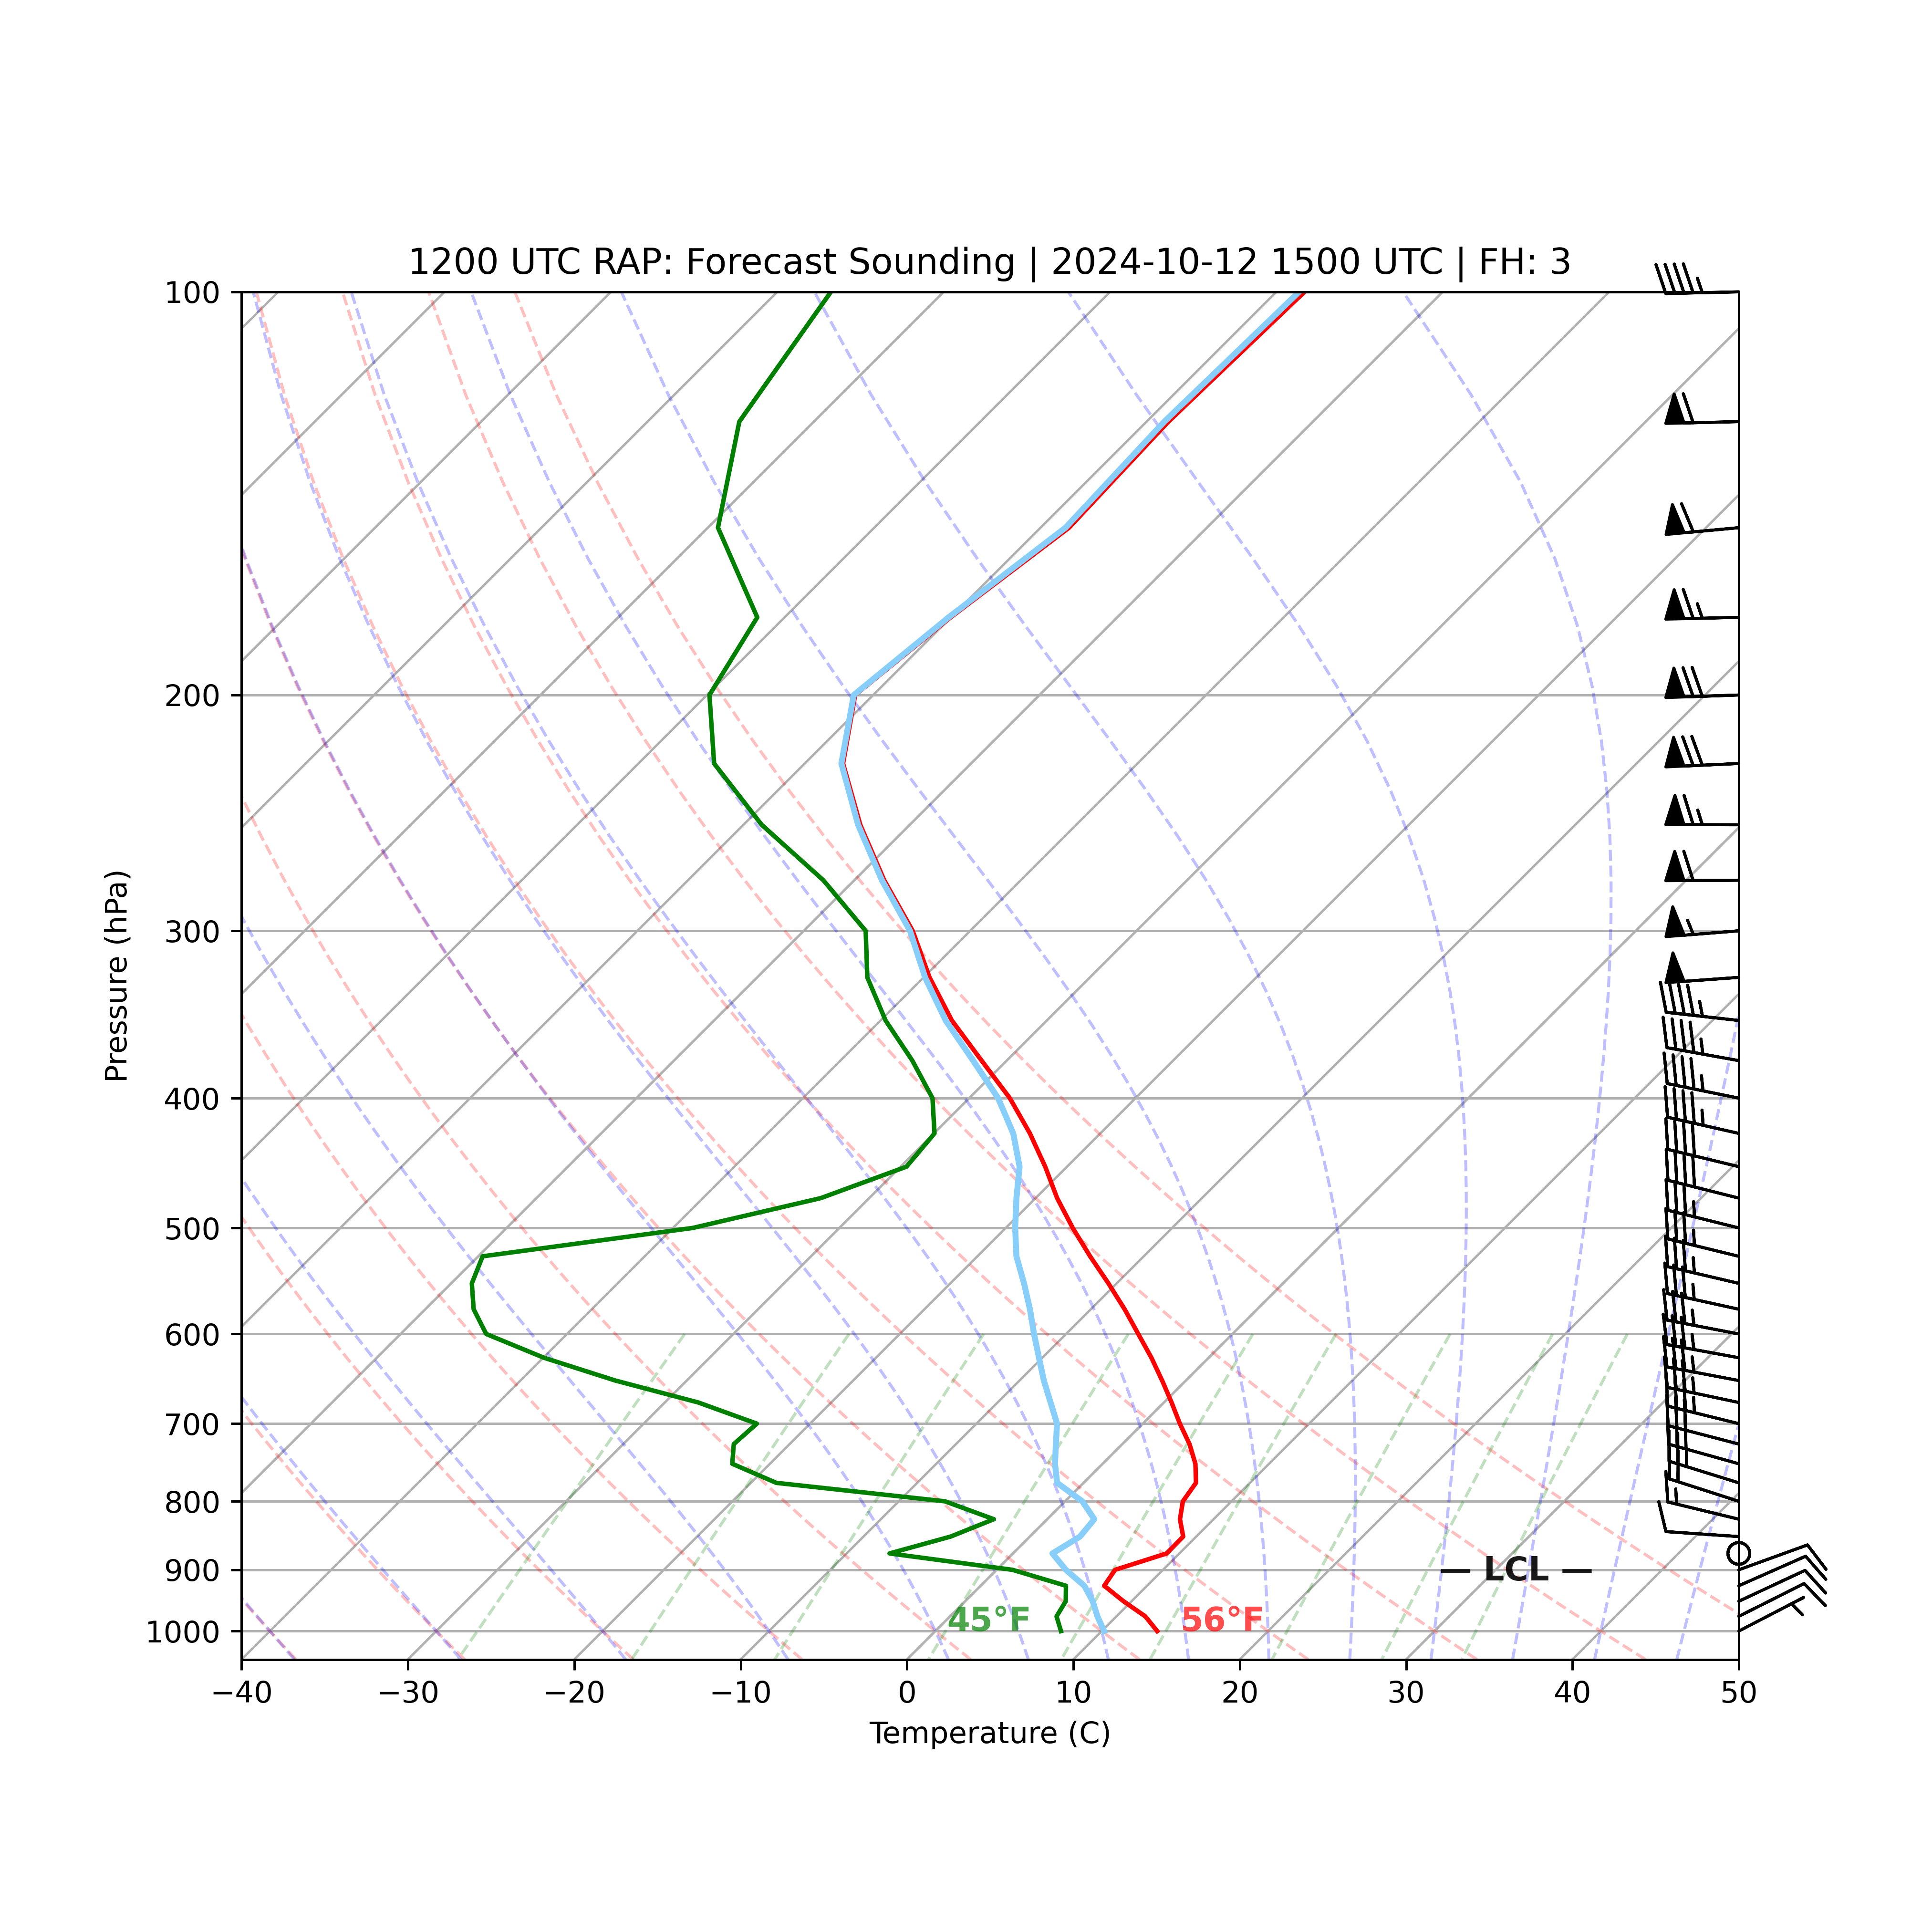 1200 UTC RAP: Forecast Sounding | 2024-10-12 1500 UTC | FH: 3
100
200
300
400
500
600
700
800
900
1000
Pressure (hPa)
— LCL —
45°F
56°F
−40 −30 −20 −10 0 10 20 30 40 50
Temperature (C)